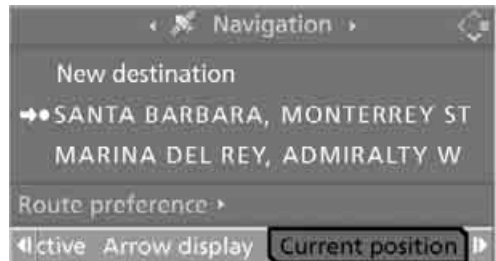 Navigation
New destination
SANTA BARBARA, MONTERREY ST
MARINA DEL REY, ADMIRALTY W
Route preference
ctive Arrow display Current position